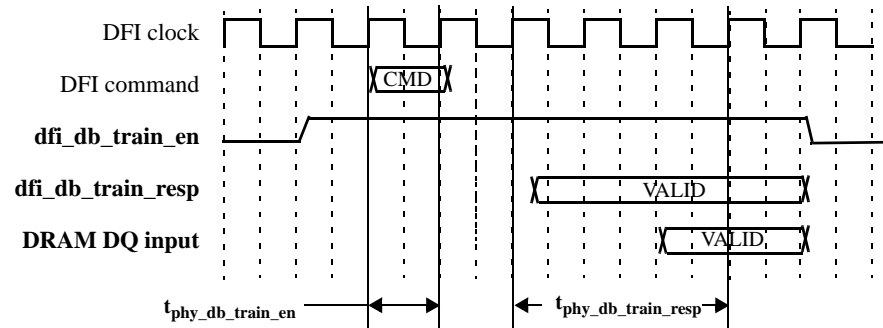 DFI clock
DFI command CMD
dfi_db_train_en
dfi_db_train_resp VALID
DRAM DQ input VALID
tphy_db_train_en tphy_db_train_resp